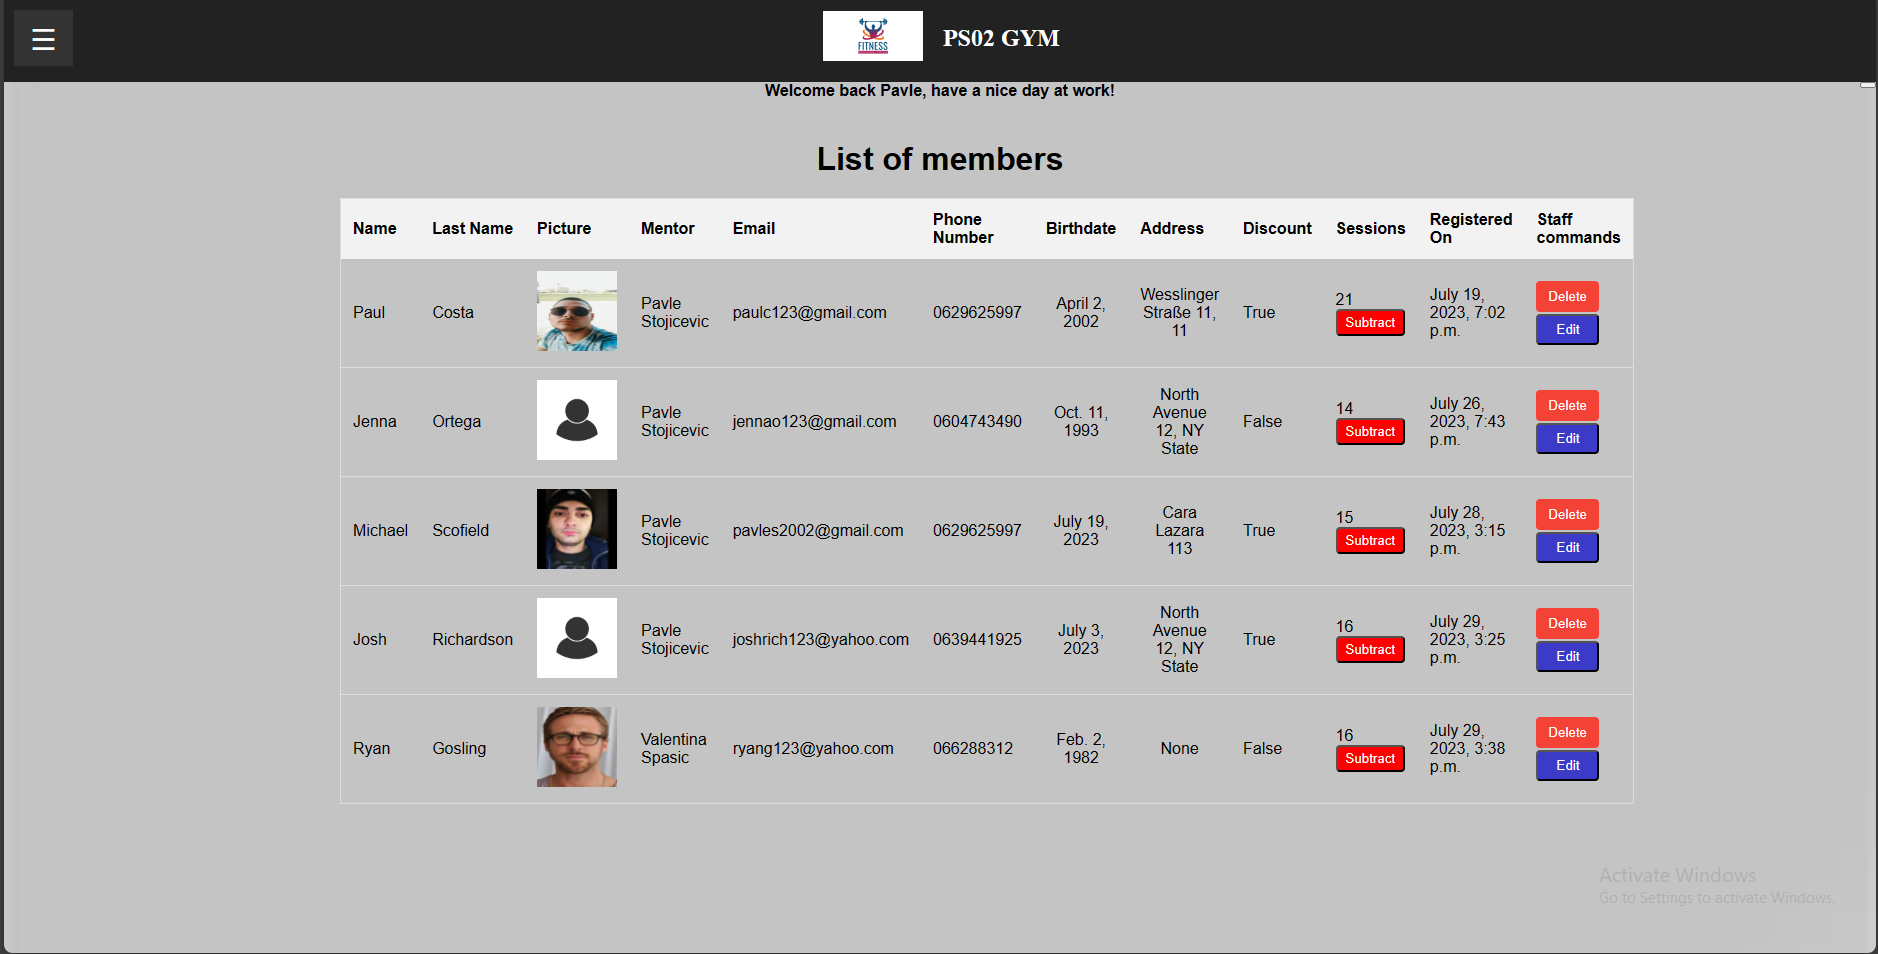 ☰
FITNESS
PS02 GYM
Welcome back Pavle, have a nice day at work!
List of members
Name Last Name Picture Mentor Email Phone Number Birthdate Address Discount Sessions Registered On Staff commands
Paul Costa Pavle Stojicevic paulc123@gmail.com 0629625997 April 2, 2002 Wesslinger Straße 11, 11 True 21 Subtract July 19, 2023, 7:02 p.m. Delete Edit
Jenna Ortega Pavle Stojicevic jennao123@gmail.com 0604743490 Oct. 11, 1993 North Avenue 12, NY State False 14 Subtract July 26, 2023, 7:43 p.m. Delete Edit
Michael Scofield Pavle Stojicevic pavles2002@gmail.com 0629625997 July 19, 2023 Cara Lazara 113 True 15 Subtract July 28, 2023, 3:15 p.m. Delete Edit
Josh Richardson Pavle Stojicevic joshrich123@yahoo.com 0639441925 July 3, 2023 North Avenue 12, NY State True 16 Subtract July 29, 2023, 3:25 p.m. Delete Edit
Ryan Gosling Valentina Spasic ryang123@yahoo.com 066288312 Feb. 2, 1982 None False 16 Subtract July 29, 2023, 3:38 p.m. Delete Edit
Activate Windows
Go to Settings to activate Windows.